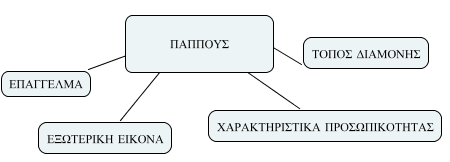 ΠΑΠΠΟΥΣ
ΤΟΠΟΣ ΔΙΑΜΟΝΗΣ
ΕΠΑΓΓΕΛΜΑ
ΕΞΩΤΕΡΙΚΗ ΕΙΚΟΝΑ
ΧΑΡΑΚΤΗΡΙΣΤΙΚΑ ΠΡΟΣΩΠΙΚΟΤΗΤΑΣ